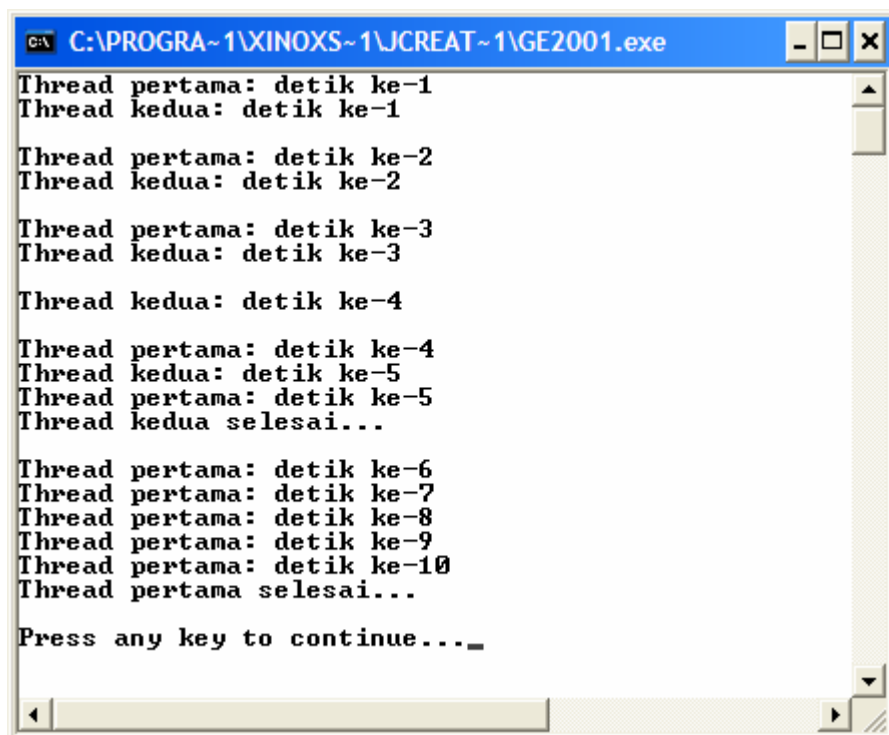 C:\PROGRA~1\XINOXS~1\JCREAT~1\GE2001.exe
Thread pertama: detik ke-1
Thread kedua: detik ke-1
Thread pertama: detik ke-2
Thread kedua: detik ke-2
Thread pertama: detik ke-3
Thread kedua: detik ke-3
Thread kedua: detik ke-4
Thread pertama: detik ke-4
Thread kedua: detik ke-5
Thread pertama: detik ke-5
Thread kedua selesai...
Thread pertama: detik ke-6
Thread pertama: detik ke-7
Thread pertama: detik ke-8
Thread pertama: detik ke-9
Thread pertama: detik ke-10
Thread pertama selesai...
Press any key to continue..._